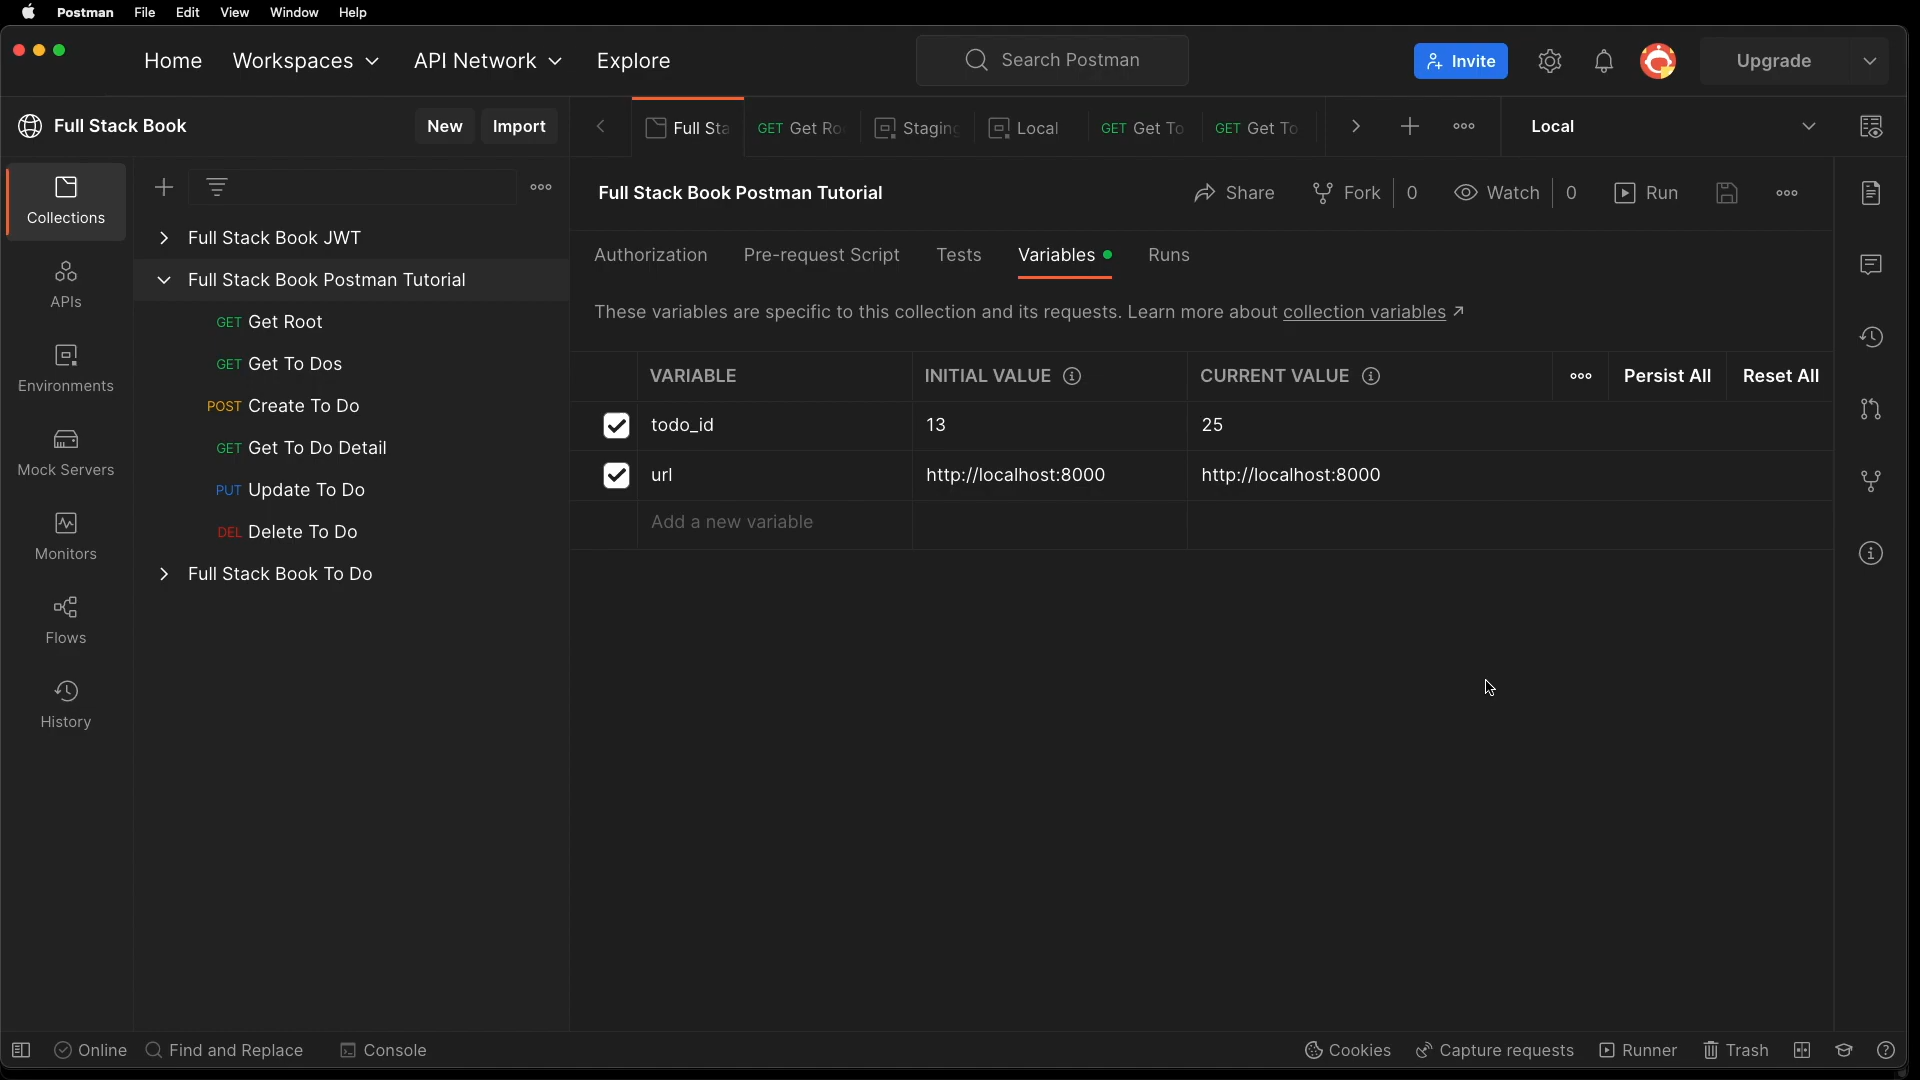 Postman File Edit View Window Help
Home Workspaces API Network Explore Search Postman Invite Upgrade
Full Stack Book New Import
Full Sta GET Get Ro Staging Local GET Get To GET Get To Local
Collections
APIs
Environments
Mock Servers
Monitors
Flows
History
Full Stack Book JWT
Full Stack Book Postman Tutorial
GET Get Root
GET Get To Dos
POST Create To Do
GET Get To Do Detail
PUT Update To Do
DEL Delete To Do
Full Stack Book To Do
Full Stack Book Postman Tutorial Share Fork 0 Watch 0 Run
Authorization Pre-request Script Tests Variables Runs
These variables are specific to this collection and its requests. Learn more about collection variables ↗
VARIABLE INITIAL VALUE CURRENT VALUE Persist All Reset All
todo_id 13 25
url http://localhost:8000 http://localhost:8000
Add a new variable
Online Find and Replace Console Cookies Capture requests Runner Trash